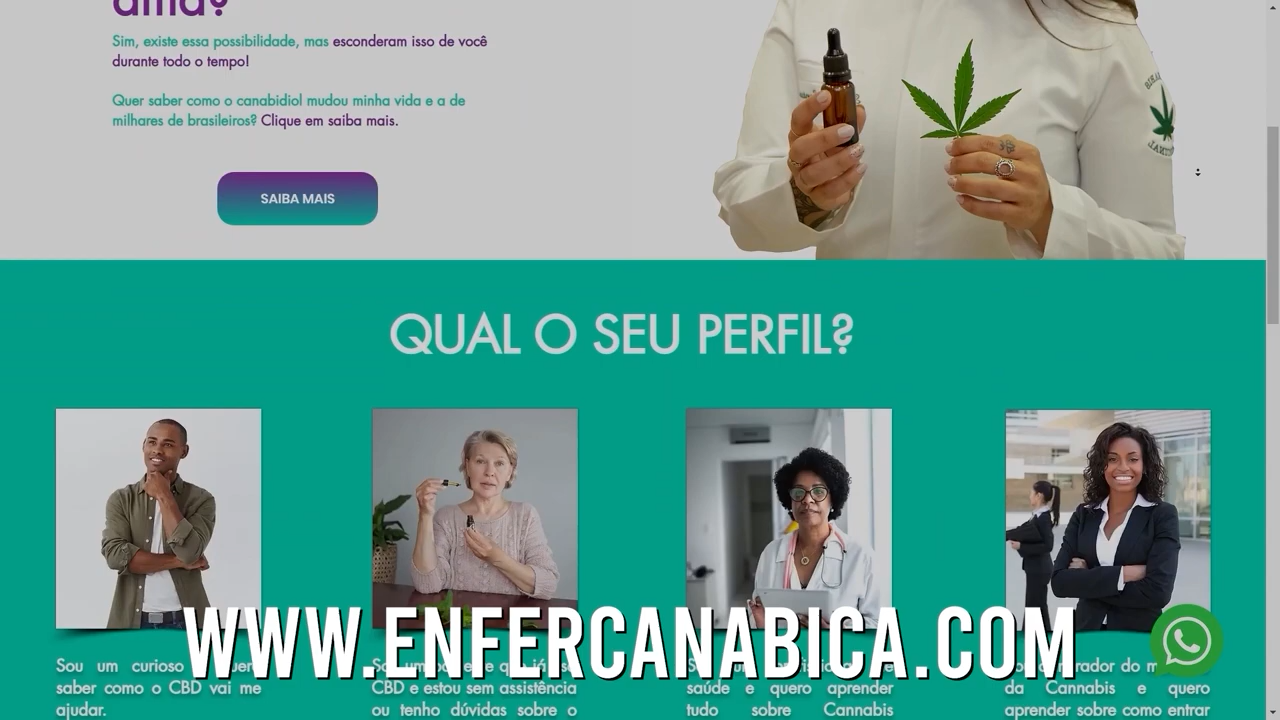 ama?
Sim, existe essa possibilidade, mas esconderam isso de você
durante todo o tempo!
Quer saber como o canabidiol mudou minha vida e a de
milhares de brasileiros? Clique em saiba mais.
SAIBA MAIS
QUAL O SEU PERFIL?
WWW.ENFERCANABICA.COM
Sou um curioso
saber como o CBD vai me
ajudar.
CBD e estou sem assistência
ou tenho dúvidas sobre o
saúde e quero aprender
tudo sobre Cannabis
da Cannabis e quero
aprender sobre como entrar